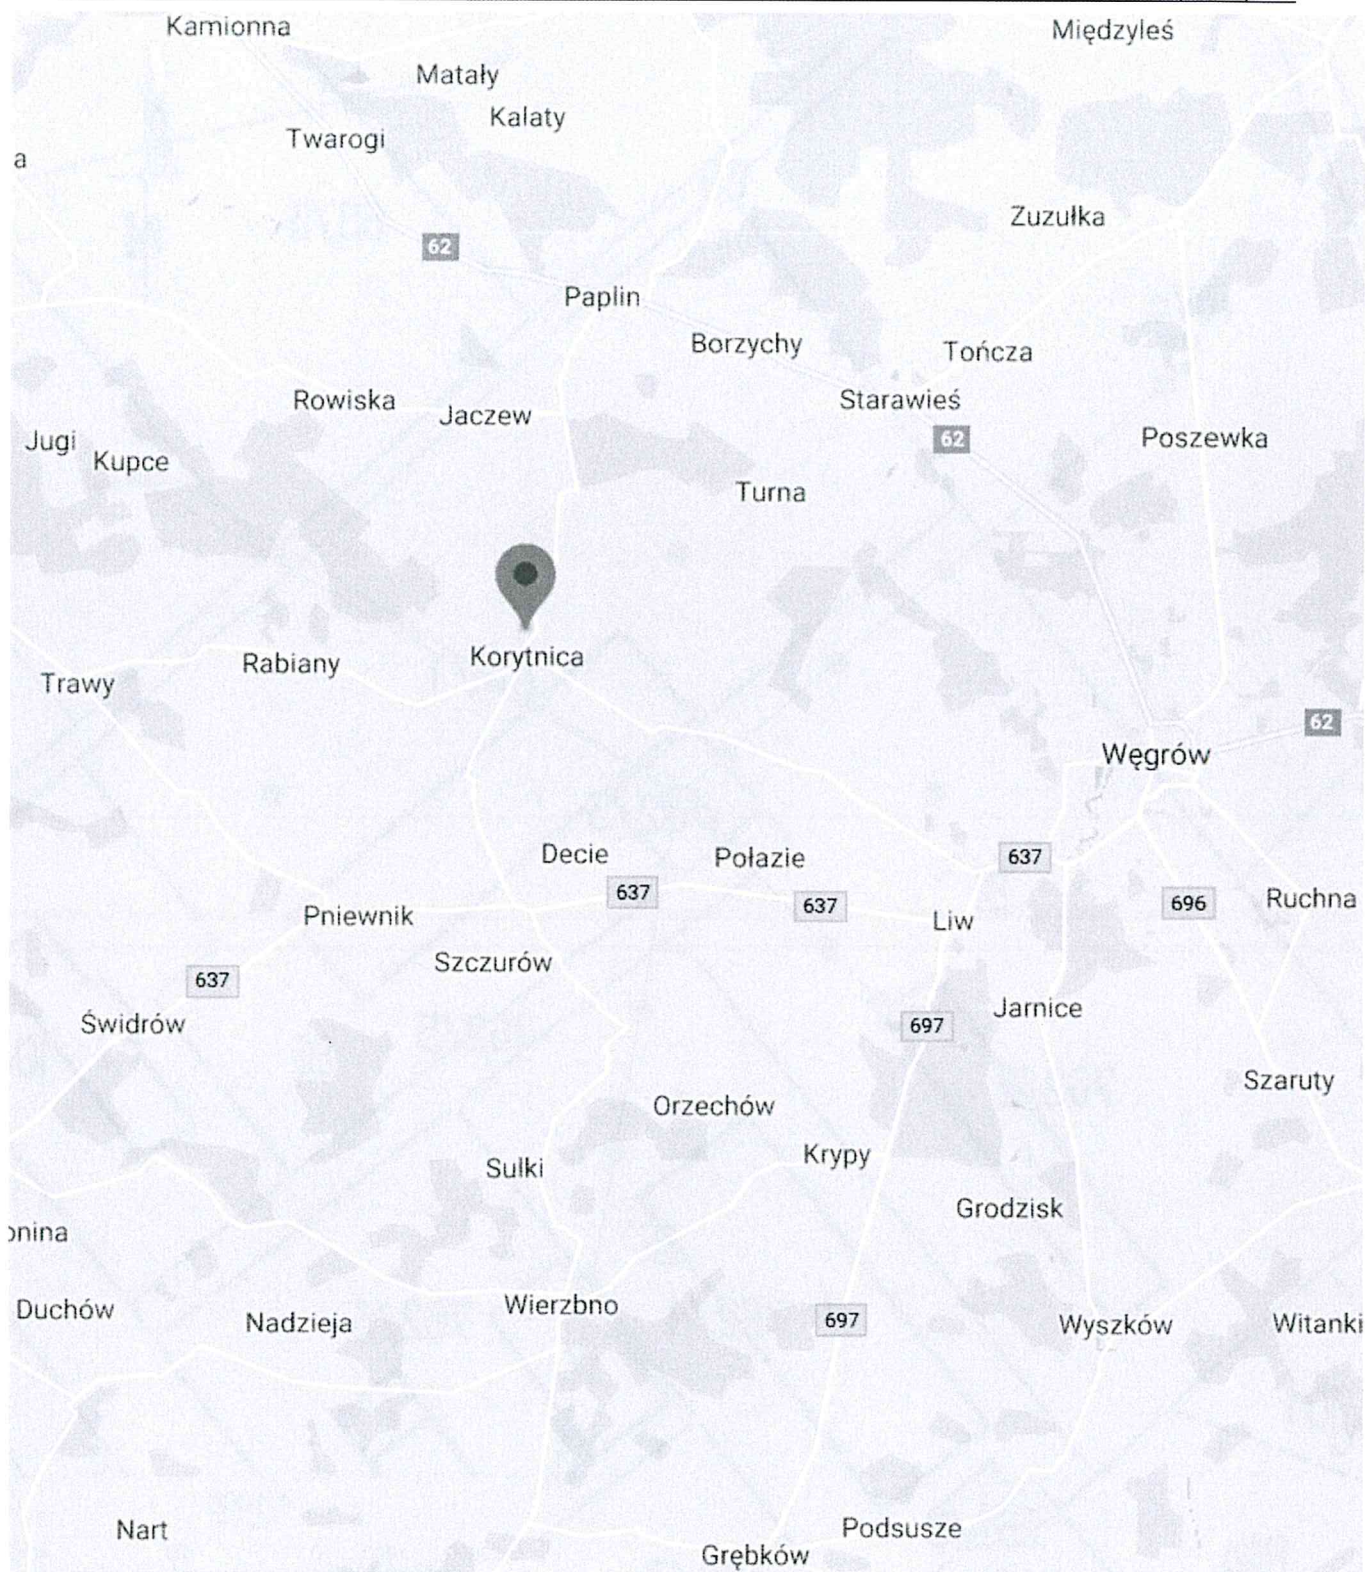 Kamionna
Międzyleś
Matały
Kalaty
Twarogi
a
Zuzułka
62
Paplin
Borzychy
Tończa
Rowiska
Jaczew
Starawieś
Jugi
Kupce
62
Poszewka
Turna
Korytnica
Rabiany
Trawy
62
Węgrów
Decie
Połazie
637
637
637
696
Ruchna
Pniewnik
Liw
Szczurów
637
Świdrów
Jarnice
697
Szaruty
Orzechów
Krypy
Sulki
Grodzisk
onina
Duchów
Nadzieja
Wierzbno
697
Wyszków
Witanki
Nart
Podsusze
Grębków